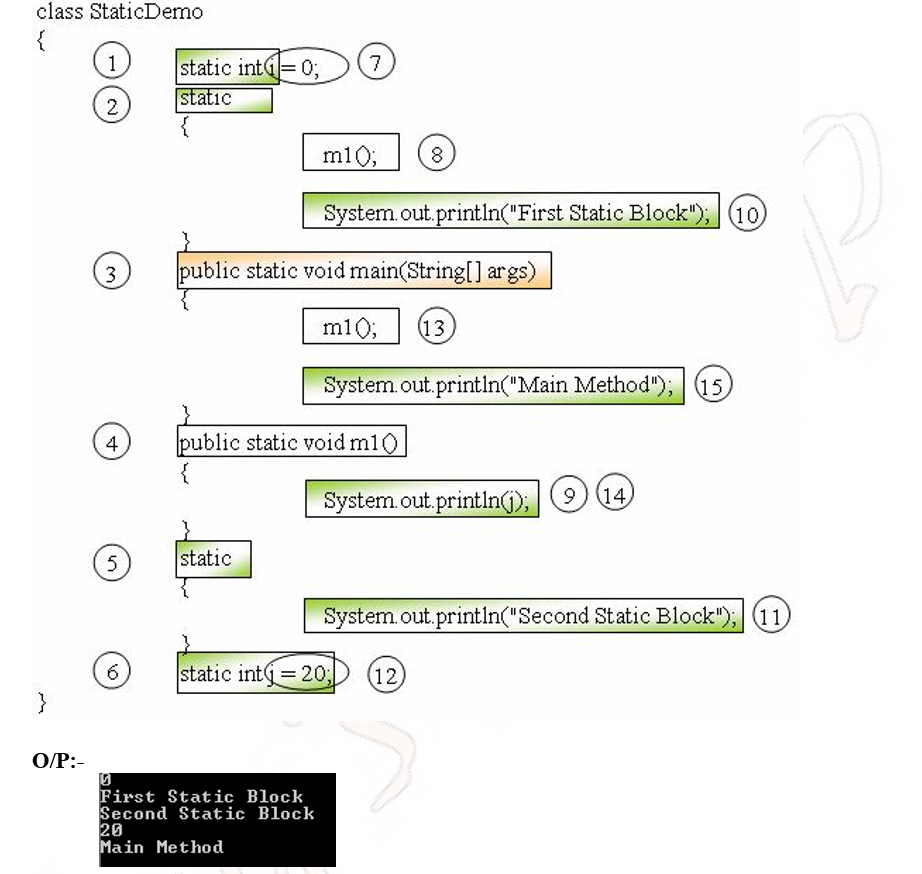 class StaticDemo
{
1 static int i = 0; 7
2 static
{
m1(); 8
System.out.println("First Static Block"); 10
}
3 public static void main(String[] args)
{
m1(); 13
System.out.println("Main Method"); 15
}
4 public static void m1()
{
System.out.println(j); 9 14
}
5 static
{
System.out.println("Second Static Block"); 11
}
6 static int j = 20; 12
}
O/P:-
0
First Static Block
Second Static Block
20
Main Method